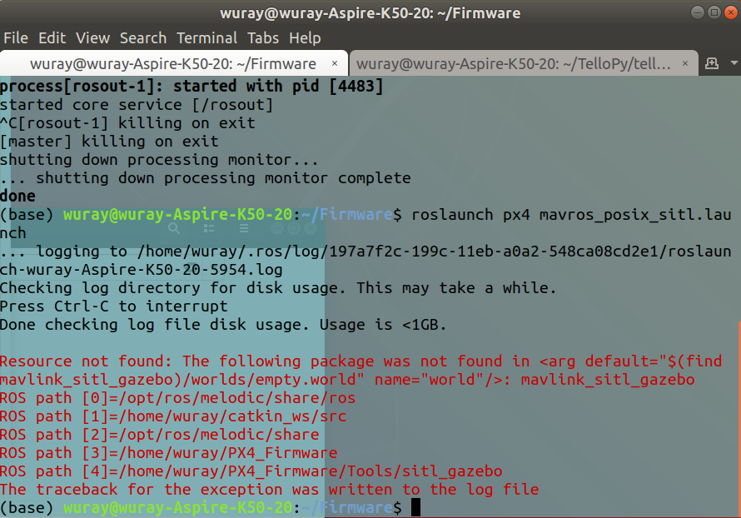 wuray@wuray-Aspire-K50-20: ~/Firmware
File Edit View Search Terminal Tabs Help
wuray@wuray-Aspire-K50-20: ~/Firmware × wuray@wuray-Aspire-K50-20: ~/TelloPy/tell... ×
process[rosout-1]: started with pid [4483]
started core service [/rosout]
^C[rosout-1] killing on exit
[master] killing on exit
shutting down processing monitor...
... shutting down processing monitor complete
done
(base) wuray@wuray-Aspire-K50-20:~/Firmware$ roslaunch px4 mavros_posix_sitl.lau
nch
... logging to /home/wuray/.ros/log/197a7f2c-199c-11eb-a0a2-548ca08cd2e1/roslaun
ch-wuray-Aspire-K50-20-5954.log
Checking log directory for disk usage. This may take a while.
Press Ctrl-C to interrupt
Done checking log file disk usage. Usage is <1GB.
Resource not found: The following package was not found in <arg default="$(find
mavlink_sitl_gazebo)/worlds/empty.world" name="world"/>: mavlink_sitl_gazebo
ROS path [0]=/opt/ros/melodic/share/ros
ROS path [1]=/home/wuray/catkin_ws/src
ROS path [2]=/opt/ros/melodic/share
ROS path [3]=/home/wuray/PX4_Firmware
ROS path [4]=/home/wuray/PX4_Firmware/Tools/sitl_gazebo
The traceback for the exception was written to the log file
(base) wuray@wuray-Aspire-K50-20:~/Firmware$